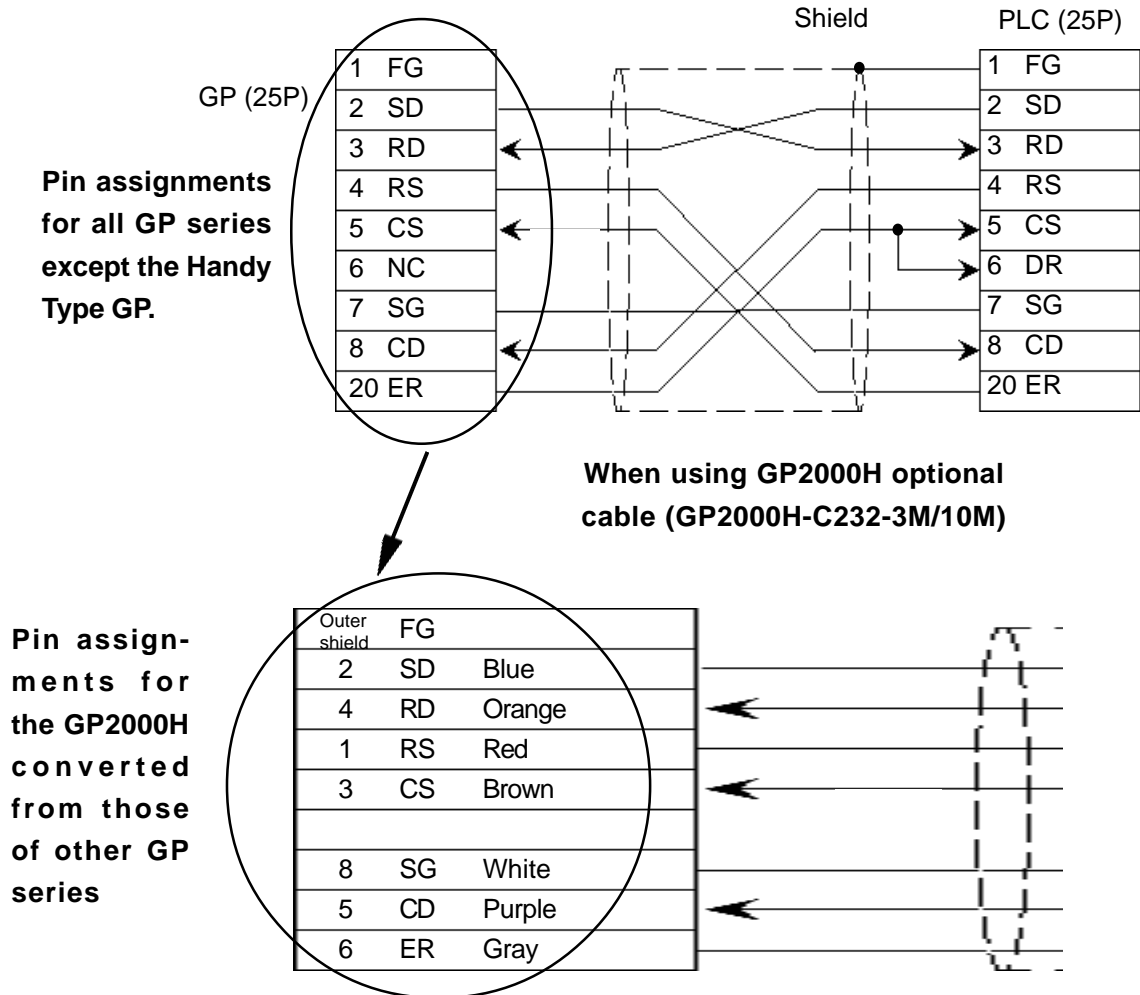 Shield
PLC (25P)
GP (25P)
1 FG
2 SD
3 RD
4 RS
5 CS
6 NC
7 SG
8 CD
20 ER
1 FG
2 SD
3 RD
4 RS
5 CS
6 DR
7 SG
8 CD
20 ER
Pin assignments
for all GP series
except the Handy
Type GP.
When using GP2000H optional
cable (GP2000H-C232-3M/10M)
Pin assign-
ments for
the GP2000H
converted
from those
of other GP
series
Outer
shield FG
2 SD Blue
4 RD Orange
1 RS Red
3 CS Brown
8 SG White
5 CD Purple
6 ER Gray